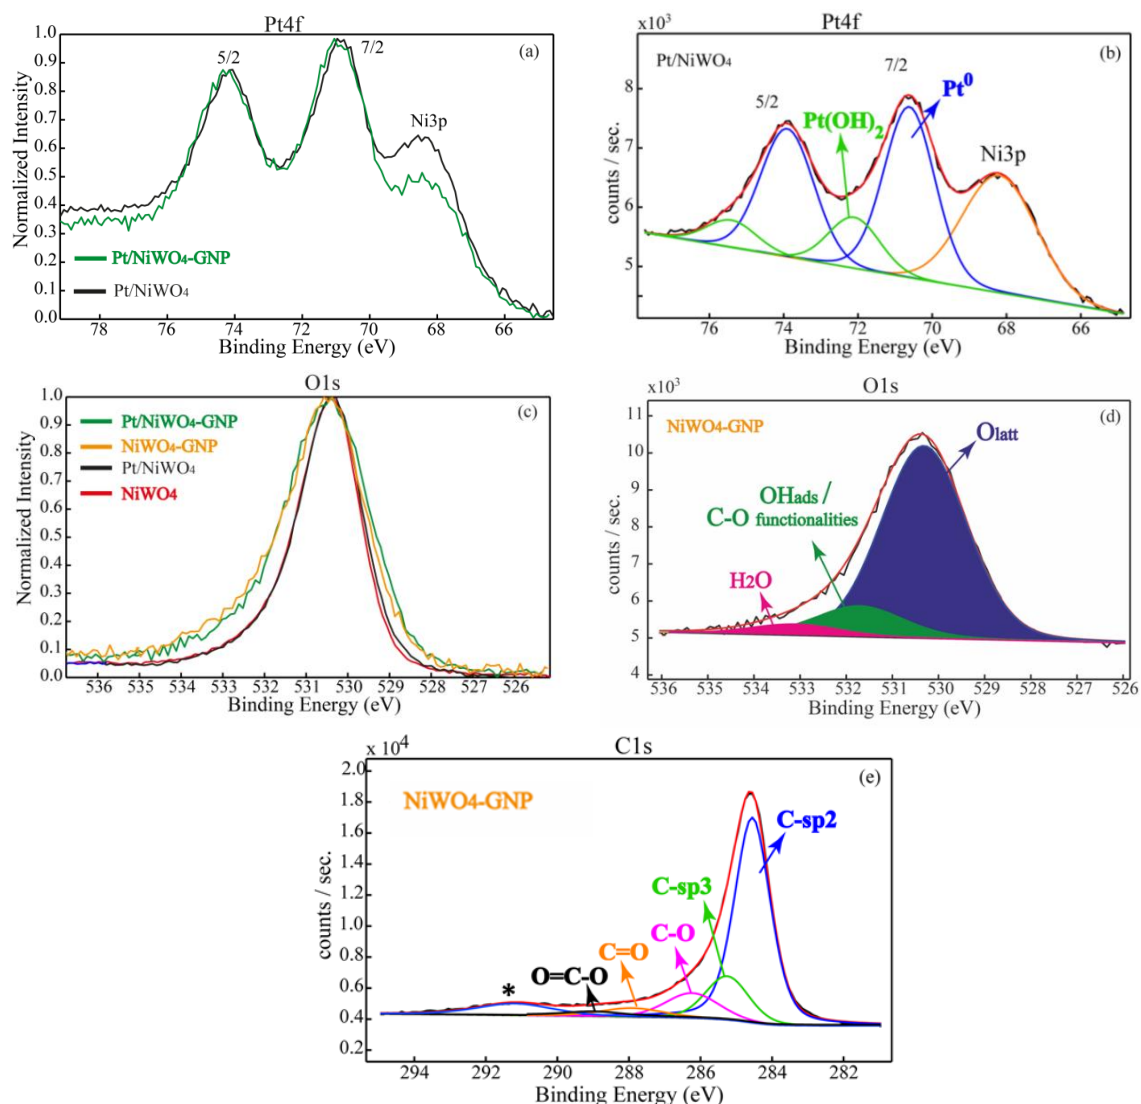 Pt4f
(a)
5/2
7/2
Ni3p
Pt/NiWO4-GNP
Pt/NiWO4
Normalized Intensity
1.0
0.9
0.8
0.7
0.6
0.5
0.4
0.3
0.2
0.1
0.0
78 76 74 72 70 68 66
Binding Energy (eV)
x10³
Pt4f
(b)
Pt/NiWO4
5/2
7/2
Pt⁰
Pt(OH)₂
Ni3p
counts / sec.
8
7
6
5
76 74 72 70 68 66
Binding Energy (eV)
O1s
(c)
Pt/NiWO4-GNP
NiWO4-GNP
Pt/NiWO4
NiWO4
Normalized Intensity
1.0
0.9
0.8
0.7
0.6
0.5
0.4
0.3
0.2
0.1
0.0
536 535 534 533 532 531 530 529 528 527 526
Binding Energy (eV)
x10³
O1s
(d)
NiWO4-GNP
Olatt
OHads /
C-O functionalities
H2O
counts / sec.
11
10
9
8
7
6
5
4
536 535 534 533 532 531 530 529 528 527 526
Binding Energy (eV)
x 10⁴
C1s
(e)
NiWO4-GNP
C-sp2
C-sp3
C-O
C=O
O=C-O
*
counts / sec.
2.0
1.8
1.6
1.4
1.2
1.0
0.8
0.6
0.4
0.2
294 292 290 288 286 284 282
Binding Energy (eV)